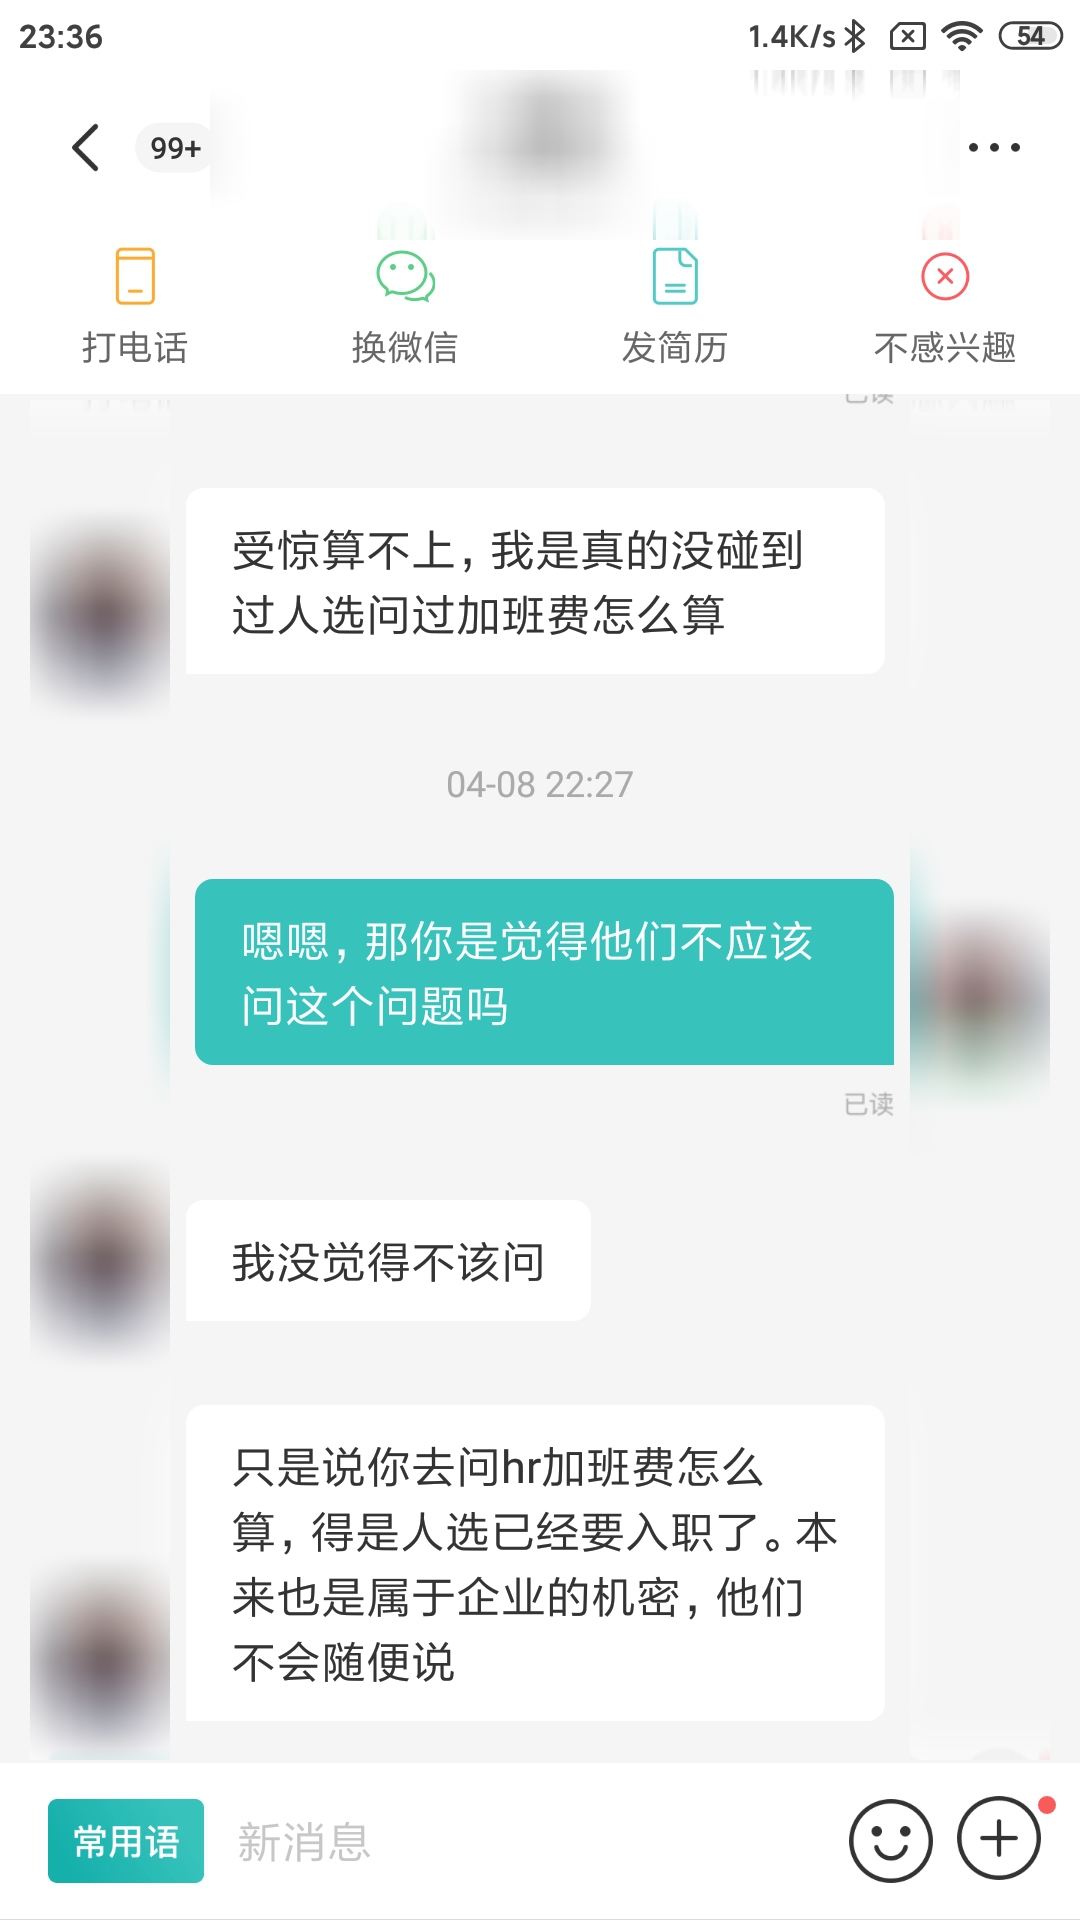 23:36
1.4K/s
54
99+
打电话
换微信
发简历
不感兴趣
已读
受惊算不上，我是真的没碰到
过人选问过加班费怎么算
04-08 22:27
嗯嗯，那你是觉得他们不应该
问这个问题吗
已读
我没觉得不该问
只是说你去问hr加班费怎么
算，得是人选已经要入职了。本
来也是属于企业的机密，他们
不会随便说
常用语
新消息